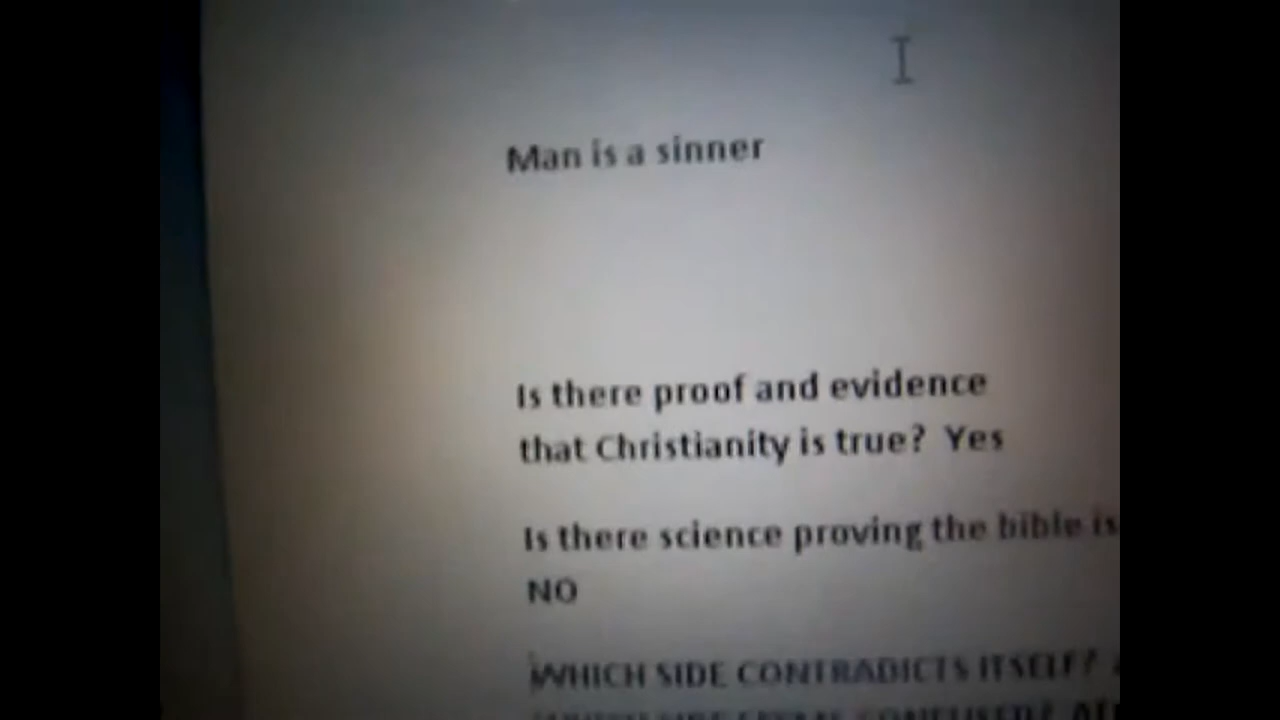 Man is a sinner
Is there proof and evidence
that Christianity is true? Yes
Is there science proving the bible is
NO
WHICH SIDE CONTRADICTS ITSELF?